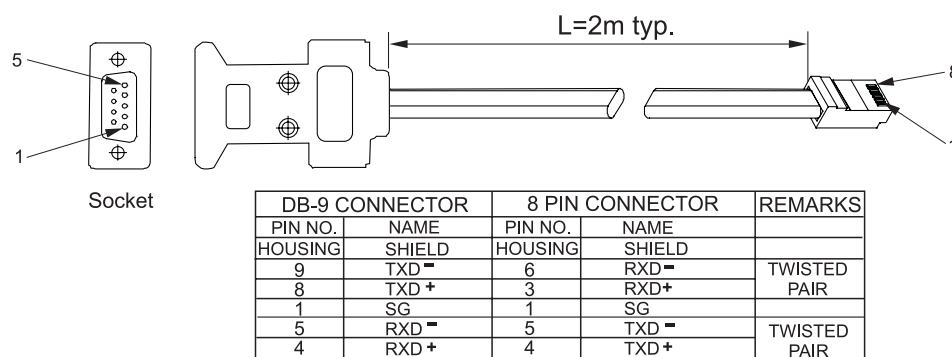 L=2m typ.
5
8
1
1
Socket
DB-9 CONNECTOR 8 PIN CONNECTOR REMARKS
PIN NO. NAME PIN NO. NAME
HOUSING SHIELD HOUSING SHIELD
9 TXD - 6 RXD - TWISTED PAIR
8 TXD + 3 RXD+
1 SG 1 SG
5 RXD - 5 TXD - TWISTED PAIR
4 RXD + 4 TXD +